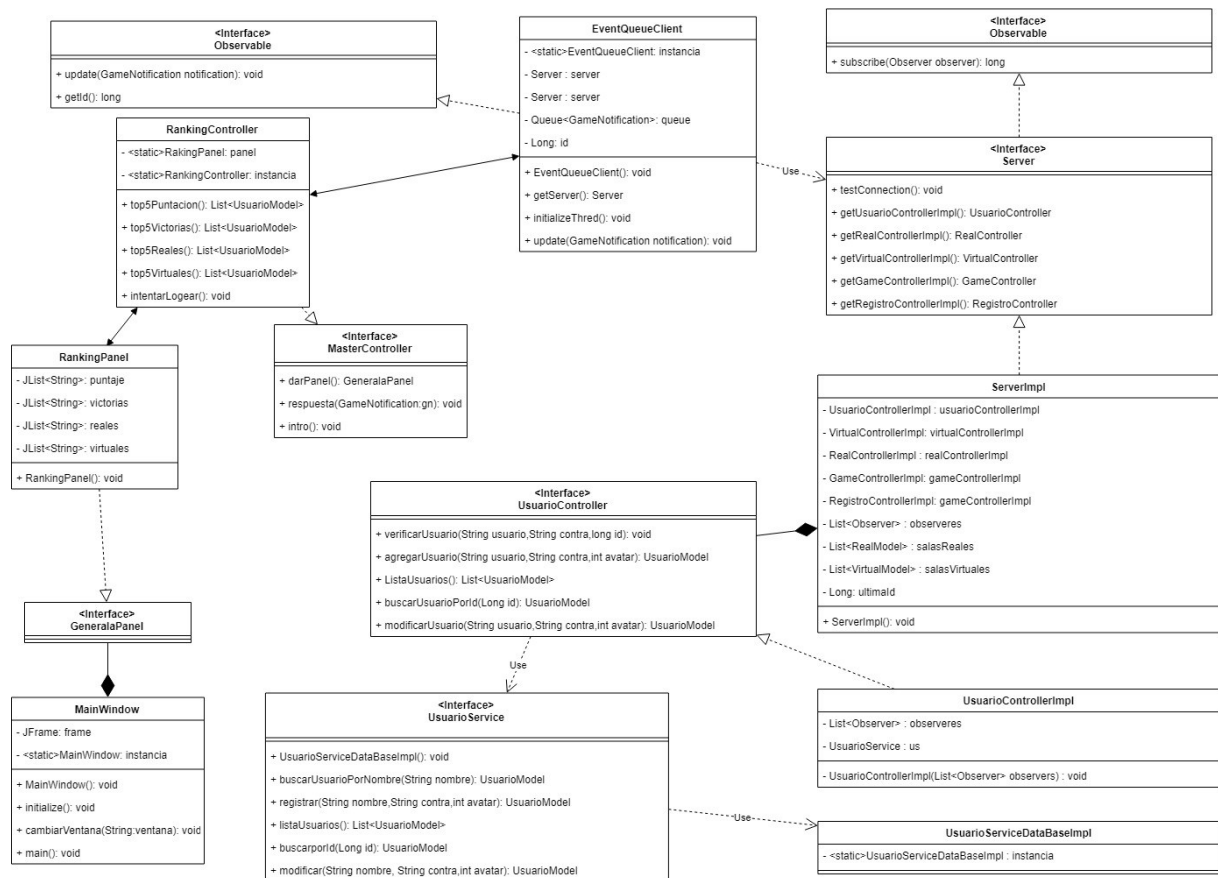 <Interface>
Observable
+ update(GameNotification notification): void
+ getId(): long
EventQueueClient
- <static>EventQueueClient: instancia
- Server : server
- Server : server
- Queue<GameNotification>: queue
- Long: id
+ EventQueueClient(): void
+ getServer(): Server
+ initializeThred(): void
+ update(GameNotification notification): void
<Interface>
Observable
+ subscribe(Observer observer): long
RankingController
- <static>RakingPanel: panel
- <static>RankingController: instancia
+ top5Puntacion(): List<UsuarioModel>
+ top5Victorias(): List<UsuarioModel>
+ top5Reales(): List<UsuarioModel>
+ top5Virtuales(): List<UsuarioModel>
+ intentarLogear(): void
Use
<Interface>
Server
+ testConnection(): void
+ getUsuarioControllerImpl(): UsuarioController
+ getRealControllerImpl(): RealController
+ getVirtualControllerImpl(): VirtualController
+ getGameControllerImpl(): GameController
+ getRegistroControllerImpl(): RegistroController
<Interface>
MasterController
+ darPanel(): GeneralaPanel
+ respuesta(GameNotification:gn): void
+ intro(): void
RankingPanel
- JList<String>: puntaje
- JList<String>: victorias
- JList<String>: reales
- JList<String>: virtuales
+ RankingPanel(): void
ServerImpl
- UsuarioControllerImpl : usuarioControllerImpl
- VirtualControllerImpl: virtualControllerImpl
- RealControllerImpl : realControllerImpl
- GameControllerImpl: gameControllerImpl
- RegistroControllerImpl: gameControllerImpl
- List<Observer> : observeres
- List<RealModel> : salasReales
- List<VirtualModel> : salasVirtuales
- Long: ultimaId
+ ServerImpl(): void
<Interface>
UsuarioController
+ verificarUsuario(String usuario,String contra,long id): void
+ agregarUsuario(String usuario,String contra,int avatar): UsuarioModel
+ ListaUsuarios(): List<UsuarioModel>
+ buscarUsuarioPorId(Long id): UsuarioModel
+ modificarUsuario(String usuario,String contra,int avatar): UsuarioModel
<Interface>
GeneralaPanel
Use
MainWindow
- JFrame: frame
- <static>MainWindow: instancia
+ MainWindow(): void
+ initialize(): void
+ cambiarVentana(String:ventana): void
+ main(): void
<Interface>
UsuarioService
+ UsuarioServiceDataBaseImpl(): void
+ buscarUsuarioPorNombre(String nombre): UsuarioModel
+ registrar(String nombre,String contra,int avatar): UsuarioModel
+ listaUsuarios(): List<UsuarioModel>
+ buscarporId(Long id): UsuarioModel
+ modificar(String nombre, String contra,int avatar): UsuarioModel
UsuarioControllerImpl
- List<Observer> : observeres
- UsuarioService : us
- UsuarioControllerImpl(List<Observer> observers) : void
Use
UsuarioServiceDataBaseImpl
- <static>UsuarioServiceDataBaseImpl : instancia